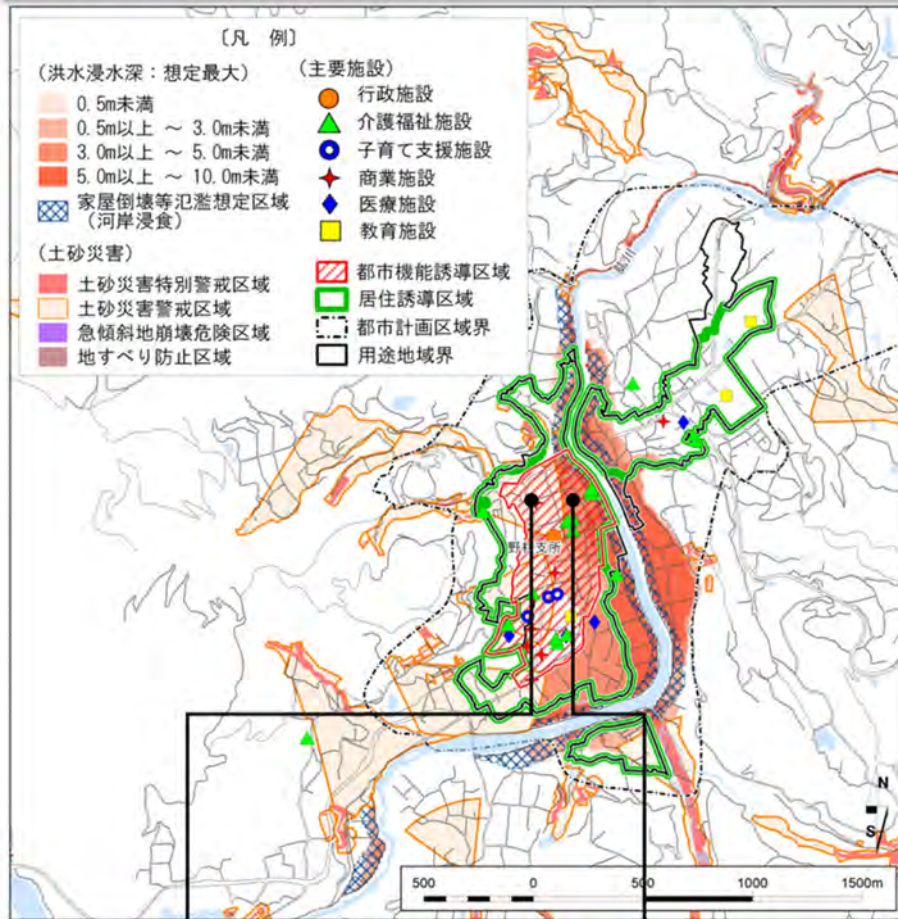 〔凡 例〕
(洪水浸水深:想定最大)
0.5m未満
0.5m以上 ~ 3.0m未満
3.0m以上 ~ 5.0m未満
5.0m以上 ~ 10.0m未満
家屋倒壊等氾濫想定区域
(河岸浸食)
(土砂災害)
土砂災害特別警戒区域
土砂災害警戒区域
急傾斜地崩壊危険区域
地すべり防止区域
(主要施設)
行政施設
介護福祉施設
子育て支援施設
商業施設
医療施設
教育施設
都市機能誘導区域
居住誘導区域
都市計画区域界
用途地域界
野村支所
N
S
500 0 500 1000 1500m